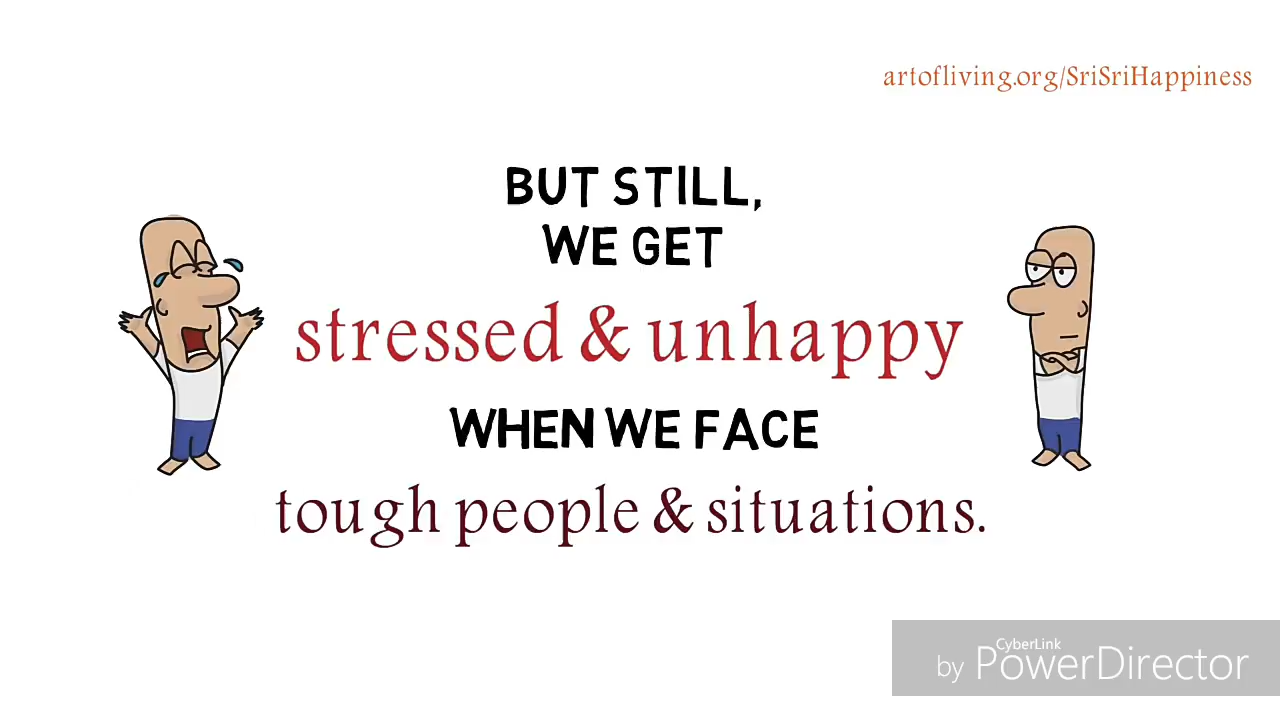 artofliving.org/SriSriHappiness
BUT STILL,
WE GET
stressed & unhappy
WHEN WE FACE
tough people & situations.
CyberLink
by PowerDirector